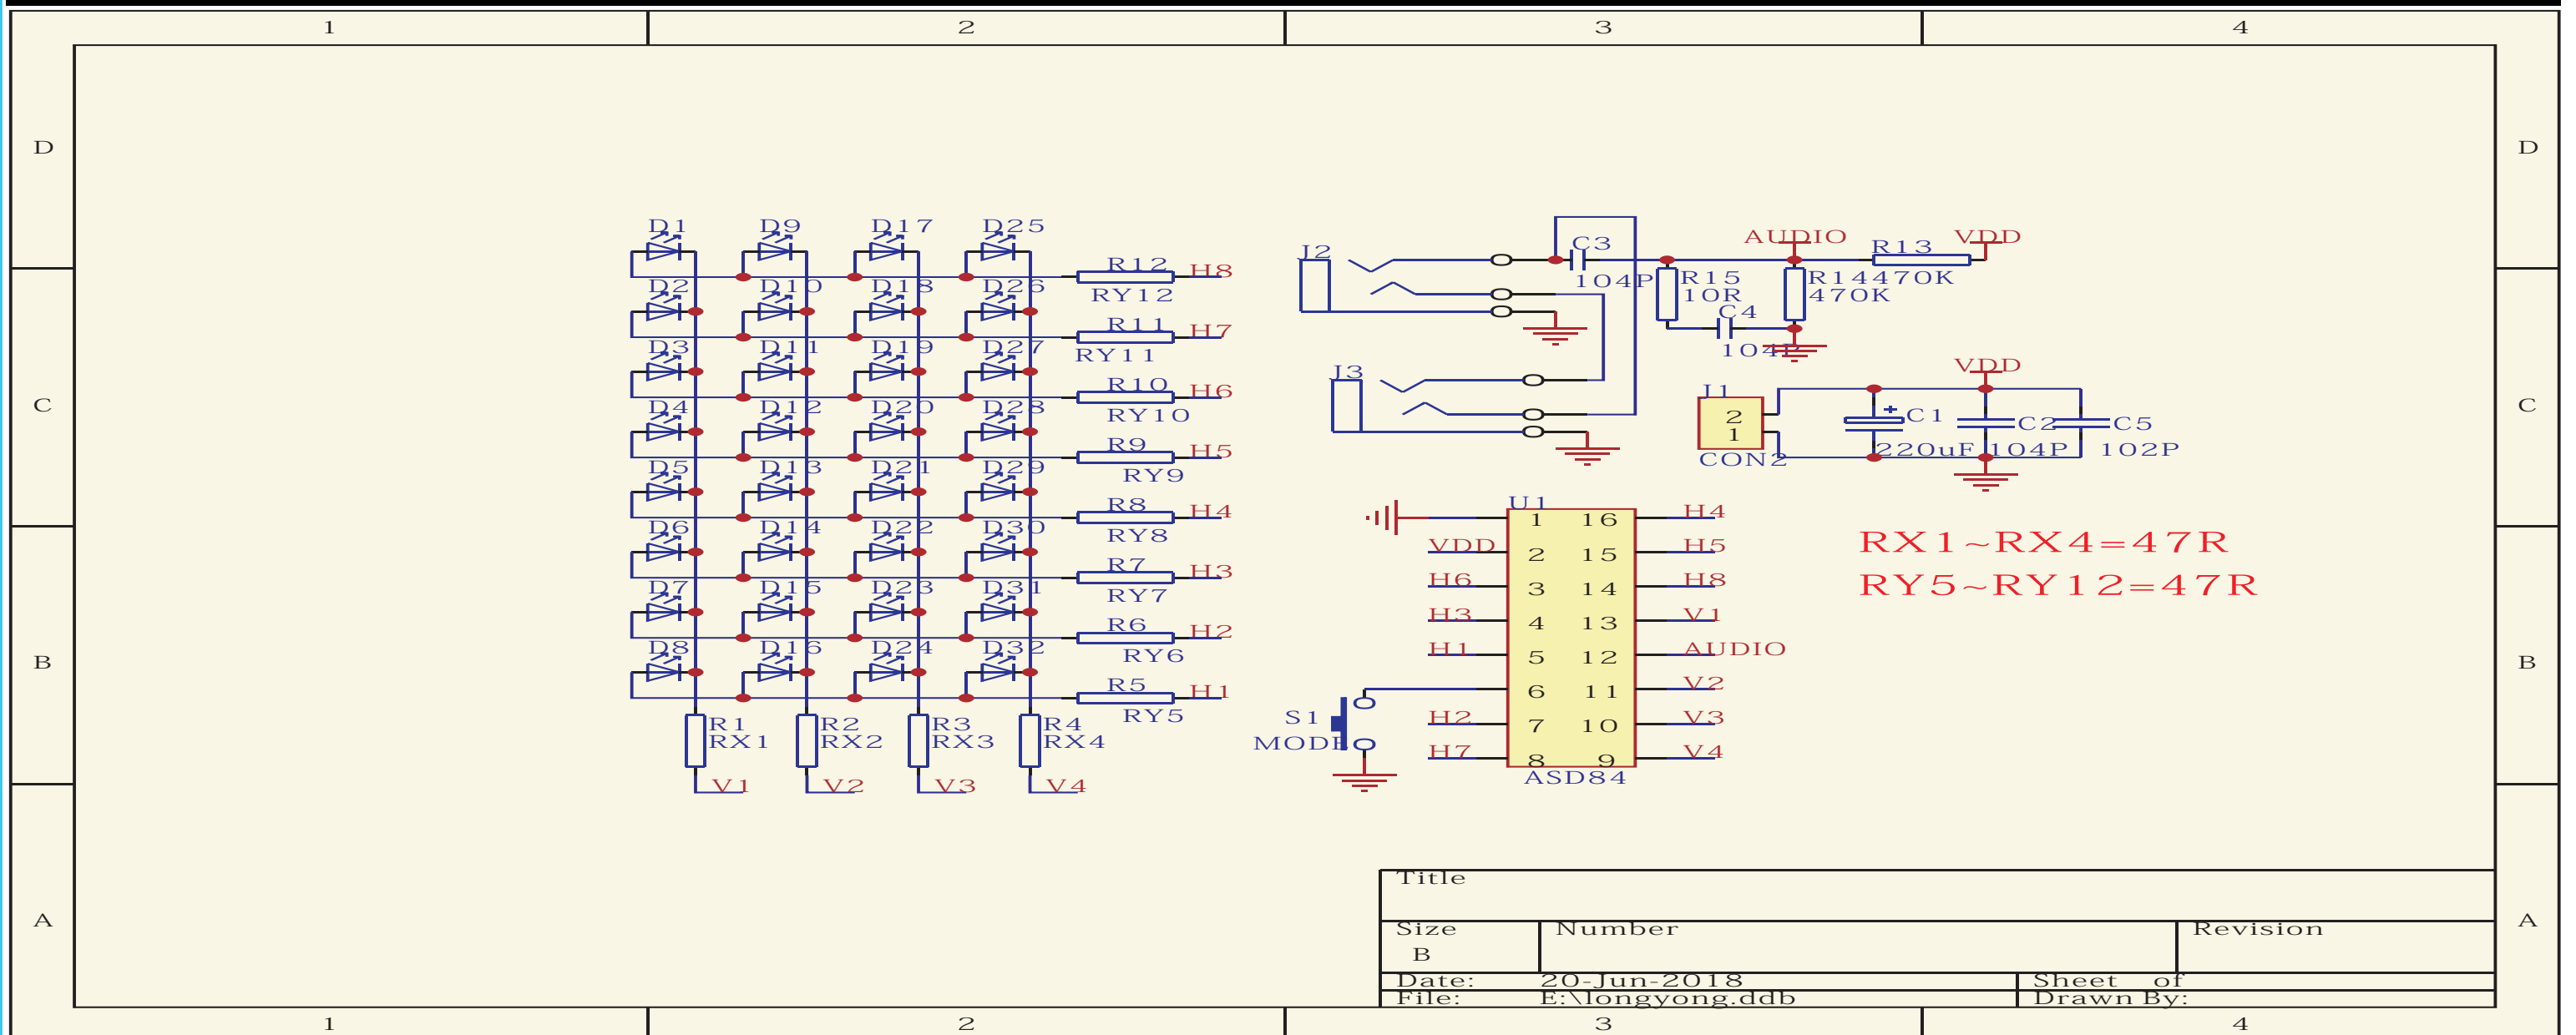 1 2 3 4
D D
D1 D9 D17 D25
R12 H8
RY12
D2 D10 D18 D26
R11 H7
RY11
D3 D11 D19 D27
R10 H6
RY10
D4 D12 D20 D28
R9 H5
RY9
D5 D13 D21 D29
R8 H4
RY8
D6 D14 D22 D30
R7 H3
RY7
D7 D15 D23 D31
R6 H2
RY6
D8 D16 D24 D32
R5 H1
RY5
R1 R2 R3 R4
RX1 RX2 RX3 RX4
V1 V2 V3 V4
J2 C3 AUDIO R13 VDD
104P R15 R14 470K
10R 470K
C4
104P
J3
VDD
J1
2 C1 C2 C5
1 220uF 104P 102P
CON2
C C
U1
1 16 H4
VDD 2 15 H5
H6 3 14 H8
H3 4 13 V1
H1 5 12 AUDIO
6 11 V2
H2 7 10 V3
H7 8 9 V4
ASD84
S1
MODE
RX1~RX4=47R
RY5~RY12=47R
B B
Title
Size Number Revision
B
Date: 20-Jun-2018 Sheet of
File: E:\longyong.ddb Drawn By:
A A
1 2 3 4